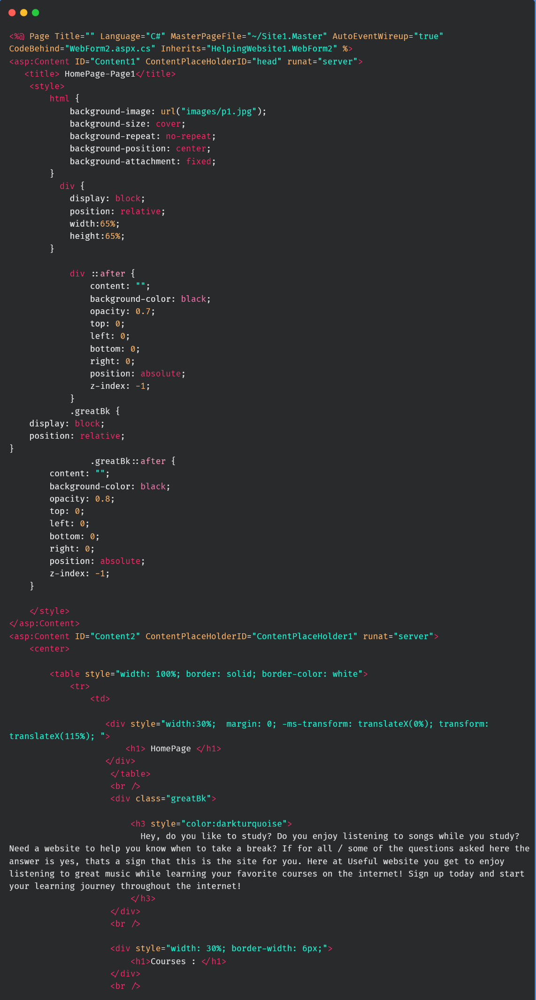 <%@ Page Title="" Language="C#" MasterPageFile="~/Site1.Master" AutoEventWireup="true"
CodeBehind="WebForm2.aspx.cs" Inherits="HelpingWebsite1.WebForm2" %>
<asp:Content ID="Content1" ContentPlaceHolderID="head" runat="server">
   <title> HomePage-Page1</title>
    <style>
        html {
            background-image: url("images/p1.jpg");
            background-size: cover;
            background-repeat: no-repeat;
            background-position: center;
            background-attachment: fixed;
        }
          div {
            display: block;
            position: relative;
            width:65%;
            height:65%;
        }
            div ::after {
                content: "";
                background-color: black;
                opacity: 0.7;
                top: 0;
                left: 0;
                bottom: 0;
                right: 0;
                position: absolute;
                z-index: -1;
            }
            .greatBk {
    display: block;
    position: relative;
}
                .greatBk::after {
        content: "";
        background-color: black;
        opacity: 0.8;
        top: 0;
        left: 0;
        bottom: 0;
        right: 0;
        position: absolute;
        z-index: -1;
    }
    </style>
</asp:Content>
<asp:Content ID="Content2" ContentPlaceHolderID="ContentPlaceHolder1" runat="server">
    <center>
        <table style="width: 100%; border: solid; border-color: white">
            <tr>
                <td>
                   <div style="width:30%;  margin: 0; -ms-transform: translateX(0%); transform:
translateX(115%); ">
                       <h1> HomePage </h1>
                   </div>
                    </table>
                    <br />
                    <div class="greatBk">
                        <h3 style="color:darkturquoise">
                          Hey, do you like to study? Do you enjoy listening to songs while you study?
Need a website to help you know when to take a break? If for all / some of the questions asked here the
answer is yes, thats a sign that this is the site for you. Here at Useful website you get to enjoy
listening to great music while learning your favorite courses on the internet! Sign up today and start
your learning journey throughout the internet!
                        </h3>
                    </div>
                    <br />
                    <div style="width: 30%; border-width: 6px;">
                        <h1>Courses : </h1>
                    </div>
                    <br />